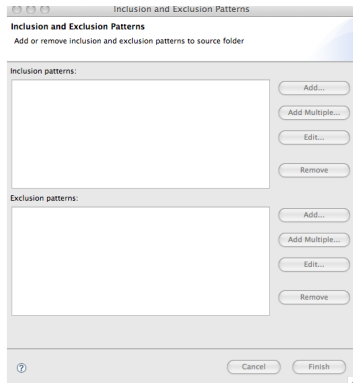 Inclusion and Exclusion Patterns
Inclusion and Exclusion Patterns
Add or remove inclusion and exclusion patterns to source folder
Inclusion patterns:
Add...
Add Multiple...
Edit...
Remove
Exclusion patterns:
Add...
Add Multiple...
Edit...
Remove
?
Cancel
Finish